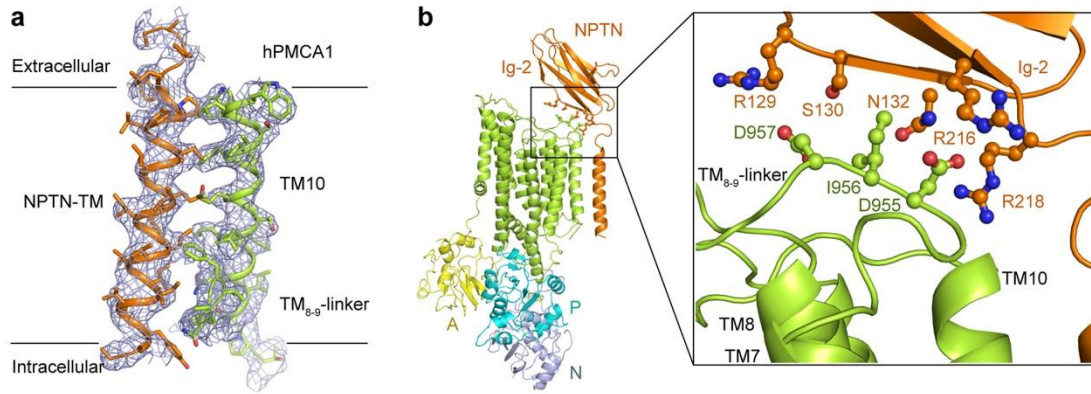 a
Extracellular
hPMCA1
NPTN-TM
TM10
TM8-9-linker
Intracellular
b
NPTN
Ig-2
A
P
N
Ig-2
R129
S130
N132
R216
D957
TM8-9-linker
I956
D955
R218
TM10
TM8
TM7